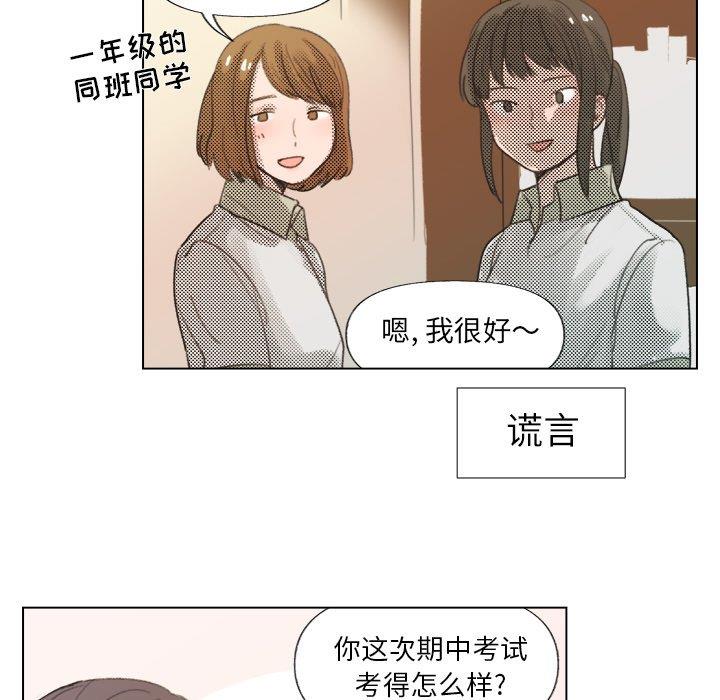 一年级的
同班同学
嗯, 我很好～
谎言
你这次期中考试
考得怎么样?